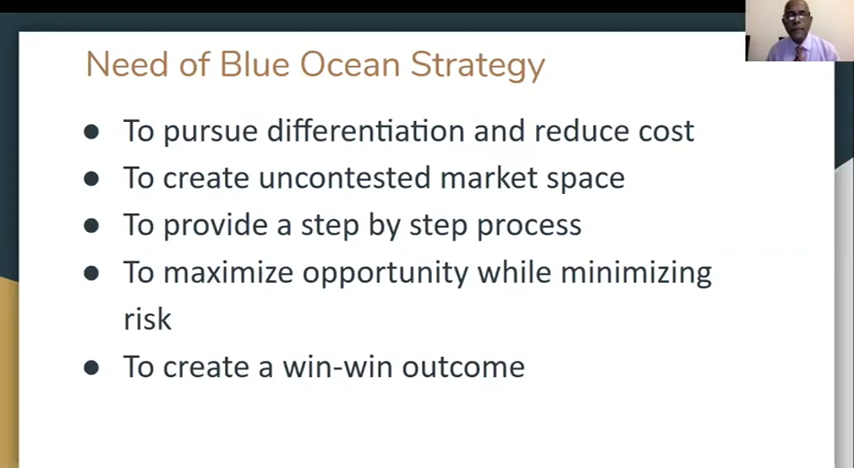 Need of Blue Ocean Strategy
● To pursue differentiation and reduce cost
● To create uncontested market space
● To provide a step by step process
● To maximize opportunity while minimizing
risk
● To create a win-win outcome